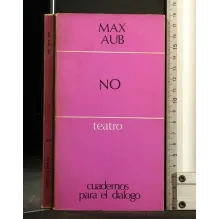 MAX
AUB
NO
teatro
cuadernos
para el diálogo